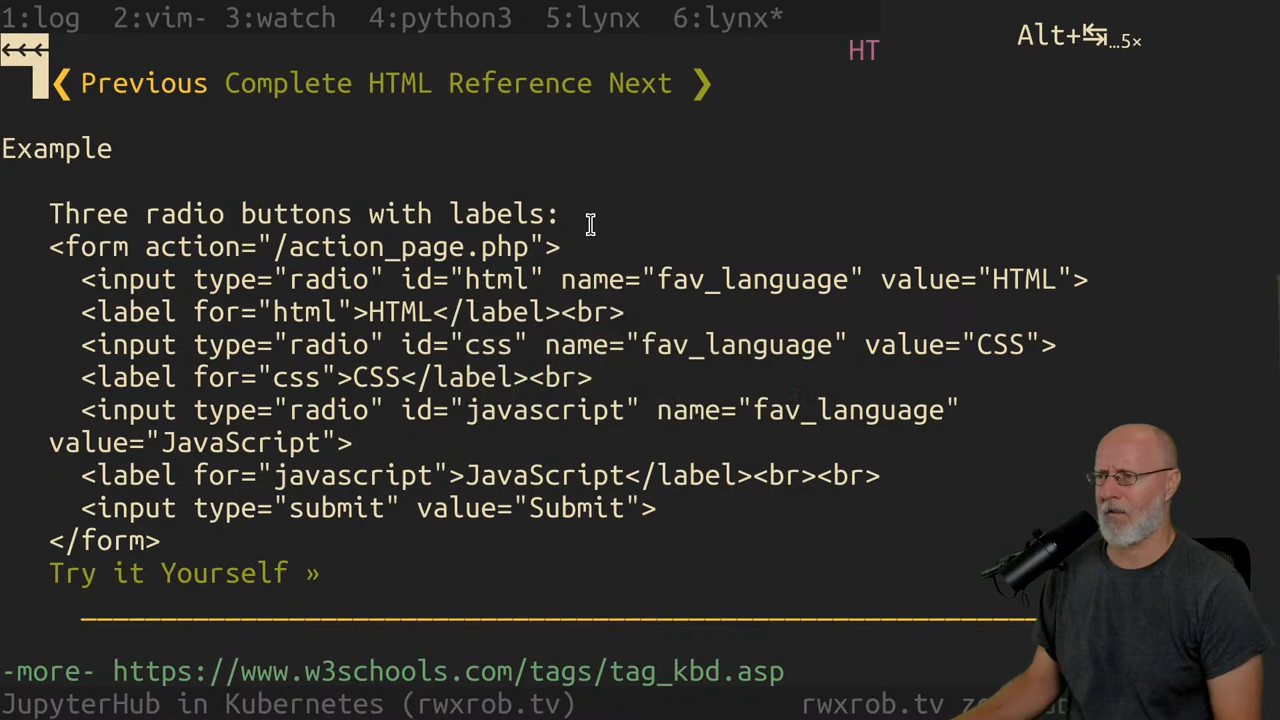 1:log 2:vim- 3:watch 4:python3 5:lynx 6:lynx*
Alt+↹…5×
<<< HT
❮ Previous Complete HTML Reference Next ❯
Example
Three radio buttons with labels:
<form action="/action_page.php">
<input type="radio" id="html" name="fav_language" value="HTML">
<label for="html">HTML</label><br>
<input type="radio" id="css" name="fav_language" value="CSS">
<label for="css">CSS</label><br>
<input type="radio" id="javascript" name="fav_language"
value="JavaScript">
<label for="javascript">JavaScript</label><br><br>
<input type="submit" value="Submit">
</form>
Try it Yourself »
-more- https://www.w3schools.com/tags/tag_kbd.asp
JupyterHub in Kubernetes (rwxrob.tv) rwxrob.tv